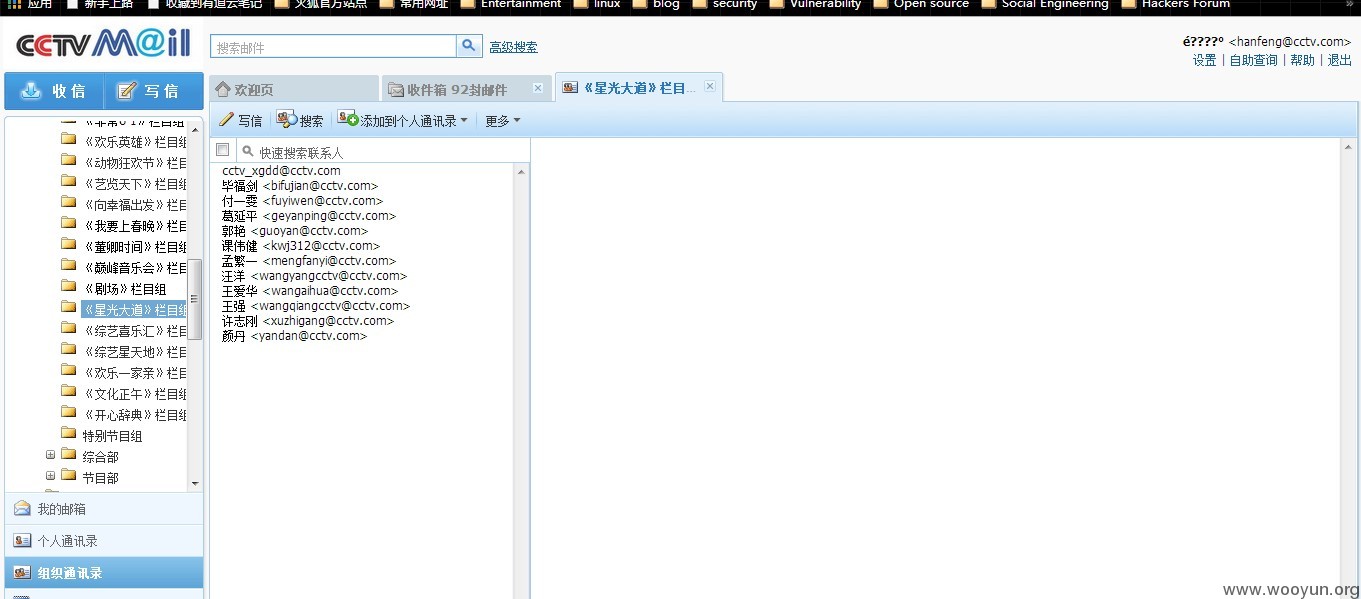 应用 新手上路 收藏到有道云笔记 火狐官方站点 常用网址 Entertainment linux blog security Vulnerability Open source Social Engineering Hackers Forum »
CCTV M@il
搜索邮件 高级搜索
é????º <hanfeng@cctv.com>
设置 | 自助查询 | 帮助 | 退出
收信 写信
欢迎页 收件箱 92封邮件 × 《星光大道》栏目... ×
写信 搜索 添加到个人通讯录 更多
快速搜索联系人
《欢乐英雄》栏目组
《动物狂欢节》栏目
《艺览天下》栏目组
《向幸福出发》栏目
《我要上春晚》栏目
《董卿时间》栏目组
《巅峰音乐会》栏目
《剧场》栏目组
《星光大道》栏目组
《综艺喜乐汇》栏目
《综艺星天地》栏目
《欢乐一家亲》栏目
《文化正午》栏目组
《开心辞典》栏目组
特别节目组
综合部
节目部
我的邮箱
个人通讯录
组织通讯录
cctv_xgdd@cctv.com
毕福剑 <bifujian@cctv.com>
付一雯 <fuyiwen@cctv.com>
葛延平 <geyanping@cctv.com>
郭艳 <guoyan@cctv.com>
课伟健 <kwj312@cctv.com>
孟繁一 <mengfanyi@cctv.com>
汪洋 <wangyangcctv@cctv.com>
王爱华 <wangaihua@cctv.com>
王强 <wangqiangcctv@cctv.com>
许志刚 <xuzhigang@cctv.com>
颜丹 <yandan@cctv.com>
www.wooyun.org